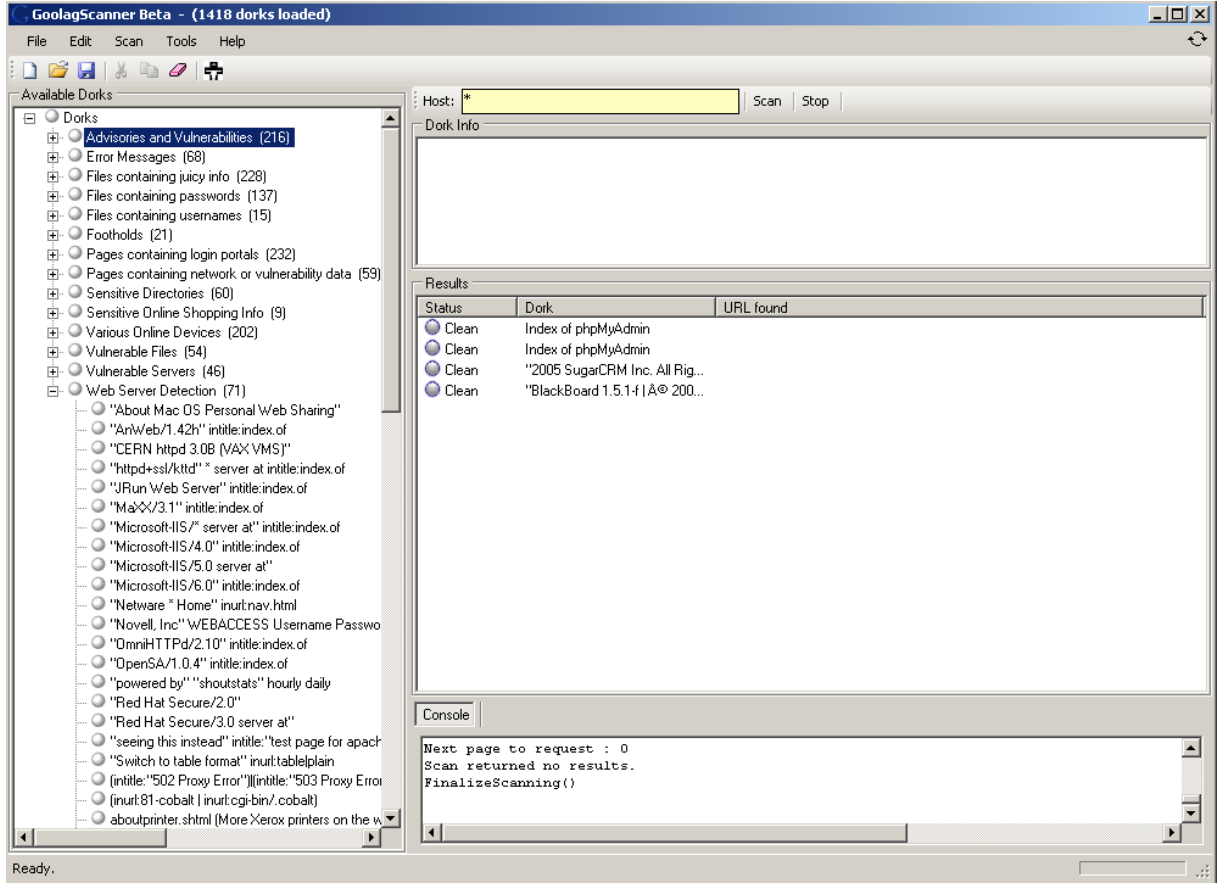 GoolagScanner Beta - (1418 dorks loaded)
File Edit Scan Tools Help
Available Dorks
Dorks
Advisories and Vulnerabilities (216)
Error Messages (68)
Files containing juicy info (228)
Files containing passwords (137)
Files containing usernames (15)
Footholds (21)
Pages containing login portals (232)
Pages containing network or vulnerability data (59)
Sensitive Directories (60)
Sensitive Online Shopping Info (9)
Various Online Devices (202)
Vulnerable Files (54)
Vulnerable Servers (46)
Web Server Detection (71)
"About Mac OS Personal Web Sharing"
"AnWeb/1.42h" intitle:index.of
"CERN httpd 3.0B (VAX VMS)"
"httpd+ssl/kttd" * server at intitle:index.of
"JRun Web Server" intitle:index.of
"MaXX/3.1" intitle:index.of
"Microsoft-IIS/* server at" intitle:index.of
"Microsoft-IIS/4.0" intitle:index.of
"Microsoft-IIS/5.0 server at"
"Microsoft-IIS/6.0" intitle:index.of
"Netware * Home" inurl:nav.html
"Novell, Inc" WEBACCESS Username Passwo
"OmniHTTPd/2.10" intitle:index.of
"OpenSA/1.0.4" intitle:index.of
"powered by" "shoutstats" hourly daily
"Red Hat Secure/2.0"
"Red Hat Secure/3.0 server at"
"seeing this instead" intitle:"test page for apach
"Switch to table format" inurl:table|plain
(intitle:"502 Proxy Error")|(intitle:"503 Proxy Error
(inurl:81-cobalt | inurl:cgi-bin/.cobalt)
aboutprinter.shtml (More Xerox printers on the w
Host: * Scan Stop
Dork Info
Results
Status Dork URL found
Clean Index of phpMyAdmin
Clean Index of phpMyAdmin
Clean "2005 SugarCRM Inc. All Rig...
Clean "BlackBoard 1.5.1-f | Â© 200...
Console
Next page to request : 0
Scan returned no results.
FinalizeScanning()
Ready.